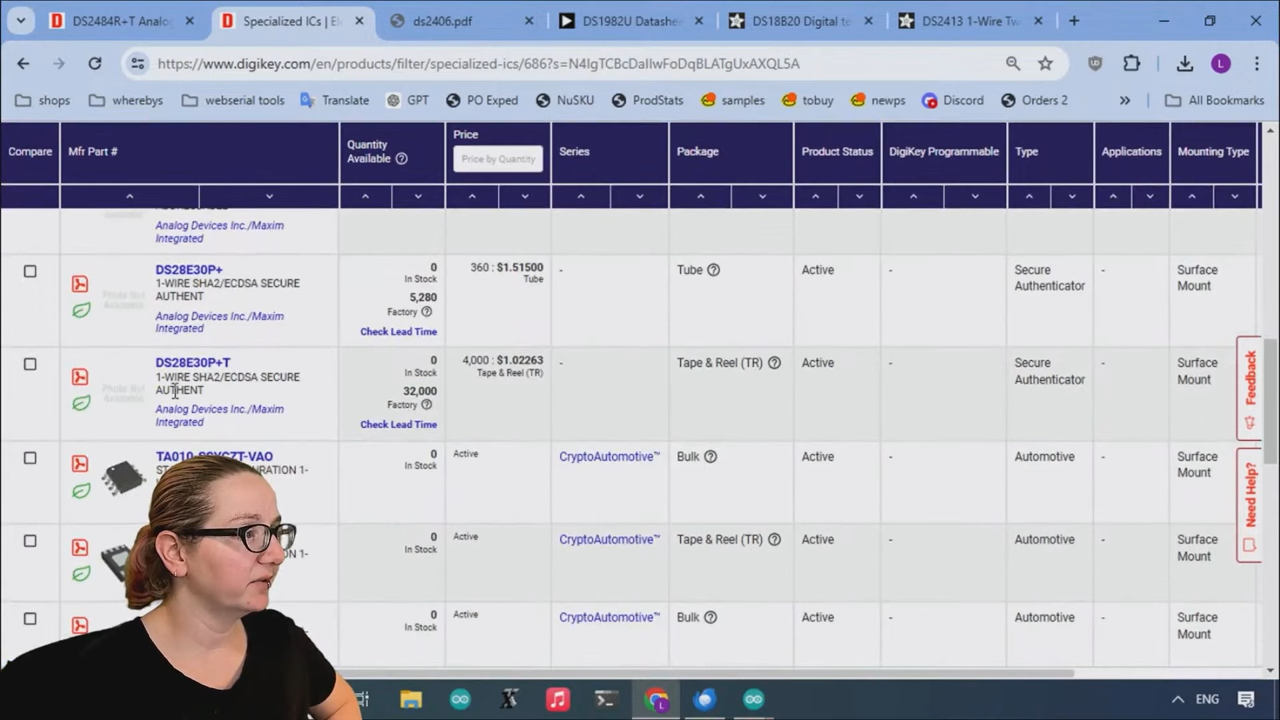 DS2484R+T Analog
Specialized ICs | El
ds2406.pdf
DS1982U Datashee
DS18B20 Digital te
DS2413 1-Wire Tw
https://www.digikey.com/en/products/filter/specialized-ics/686?s=N4IgTCBcDaIIwFoDqBLATgUxAXQL5A
L
shops
wherebys
webserial tools
Translate
GPT
PO Exped
NuSKU
ProdStats
samples
tobuy
newps
Discord
Orders 2
»
All Bookmarks
Compare
Mfr Part #
Quantity
Available
Price
Price by Quantity
Series
Package
Product Status
DigiKey Programmable
Type
Applications
Mounting Type
Analog Devices Inc./Maxim
Integrated
DS28E30P+
1-WIRE SHA2/ECDSA SECURE
AUTHENT
Analog Devices Inc./Maxim
Integrated
0
In Stock
5,280
Factory
Check Lead Time
360 : $1.51500
Tube
-
Tube
Active
-
Secure
Authenticator
-
Surface
Mount
DS28E30P+T
1-WIRE SHA2/ECDSA SECURE
AUTHENT
Analog Devices Inc./Maxim
Integrated
0
In Stock
32,000
Factory
Check Lead Time
4,000 : $1.02263
Tape & Reel (TR)
-
Tape & Reel (TR)
Active
-
Secure
Authenticator
-
Surface
Mount
0
In Stock
Active
CryptoAutomotive™
Bulk
Active
-
Automotive
-
Surface
Mount
0
In Stock
Active
CryptoAutomotive™
Tape & Reel (TR)
Active
-
Automotive
-
Surface
Mount
0
In Stock
Active
CryptoAutomotive™
Bulk
Active
-
Automotive
-
Surface
Mount
Feedback
Need Help?
ENG